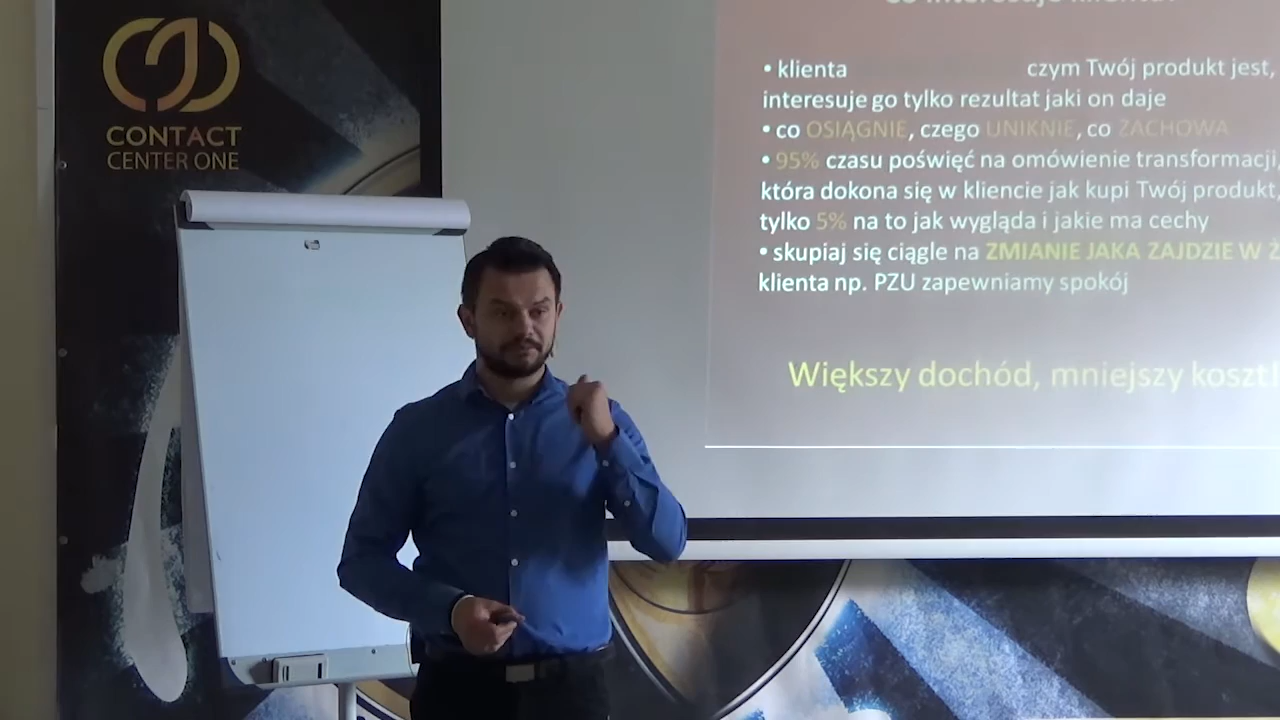 CONTACT
CENTER ONE
Co interesuje klienta?
• klienta czym Twój produkt jest,
interesuje go tylko rezultat jaki on daje
• co OSIĄGNIE, czego UNIKNIE, co ZACHOWA
• 95% czasu poświęć na omówienie transformacji,
która dokona się w kliencie jak kupi Twój produkt,
tylko 5% na to jak wygląda i jakie ma cechy
• skupiaj się ciągle na ZMIANIE JAKA ZAJDZIE W
klienta np. PZU zapewniamy spokój
Większy dochód, mniejszy koszt